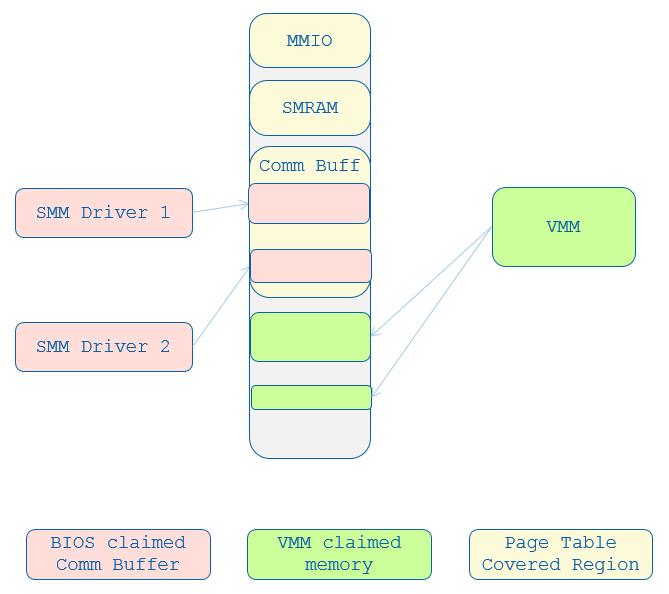 MMIO
SMRAM
Comm Buff
SMM Driver 1
VMM
SMM Driver 2
BIOS claimed
Comm Buffer
VMM claimed
memory
Page Table
Covered Region